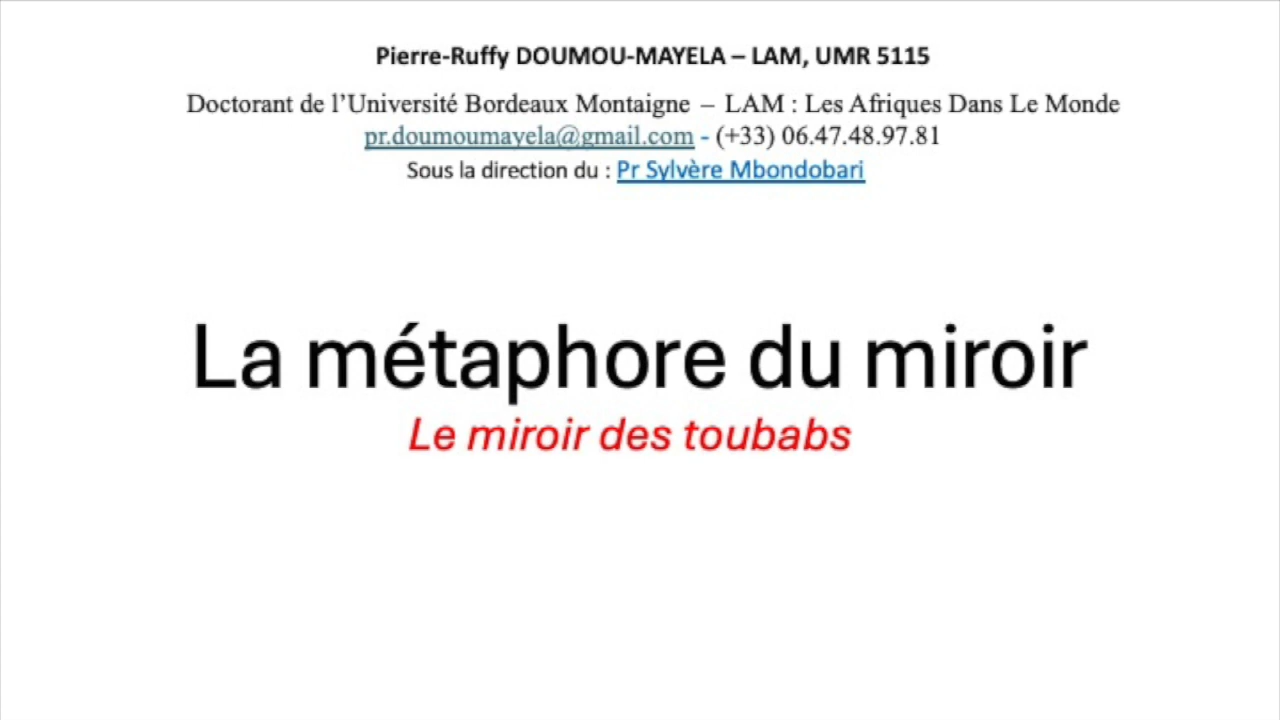 Pierre-Ruffy DOUMOU-MAYELA – LAM, UMR 5115
Doctorant de l’Université Bordeaux Montaigne – LAM : Les Afriques Dans Le Monde
pr.doumoumayela@gmail.com - (+33) 06.47.48.97.81
Sous la direction du : Pr Sylvère Mbondobari
La métaphore du miroir
Le miroir des toubabs